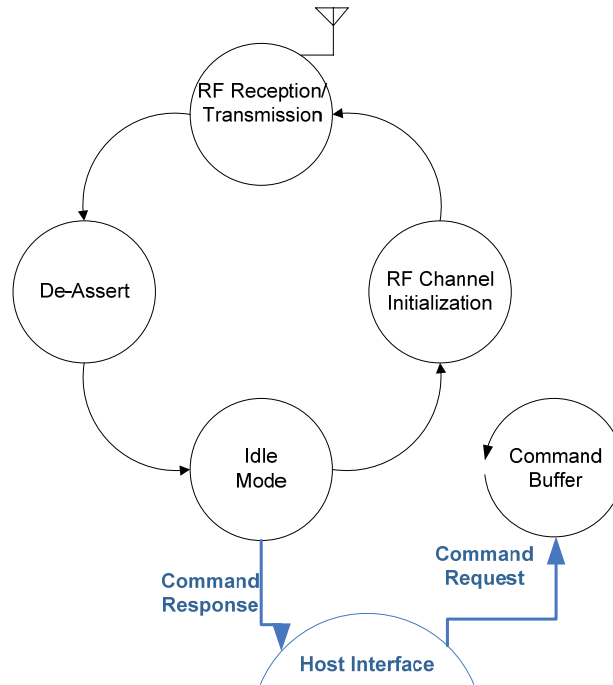 RF Reception/
Transmission
De-Assert
RF Channel
Initialization
Idle
Mode
Command
Buffer
Command
Response
Command
Request
Host Interface